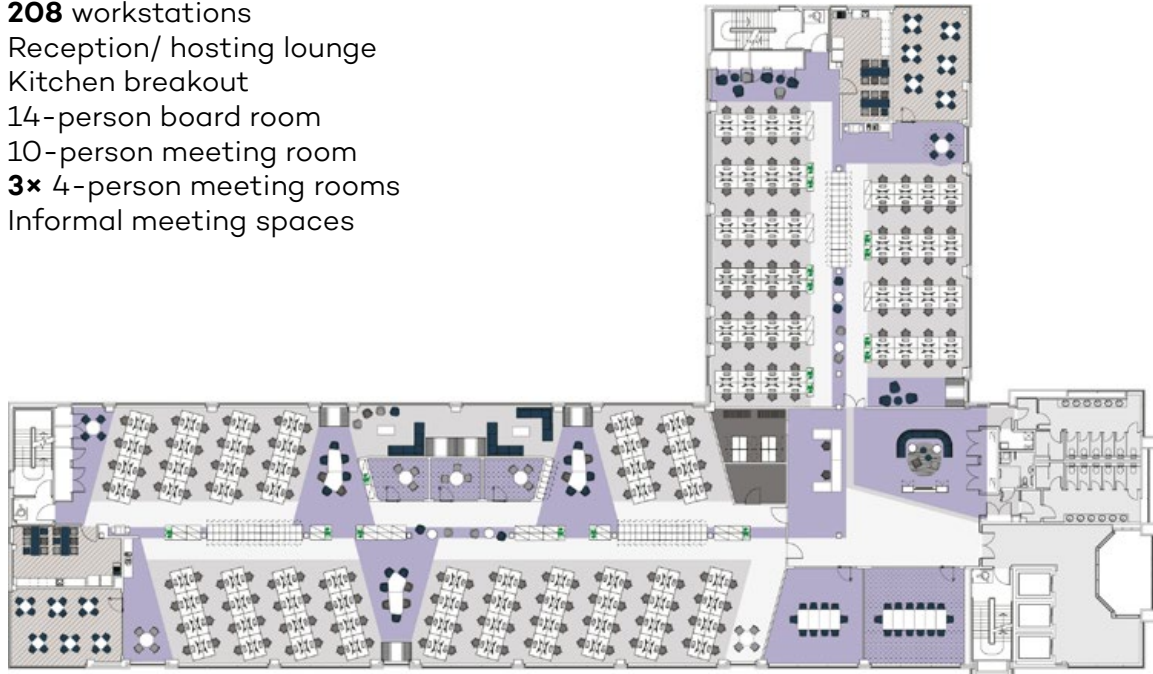 208 workstations
Reception/ hosting lounge
Kitchen breakout
14-person board room
10-person meeting room
3× 4-person meeting rooms
Informal meeting spaces